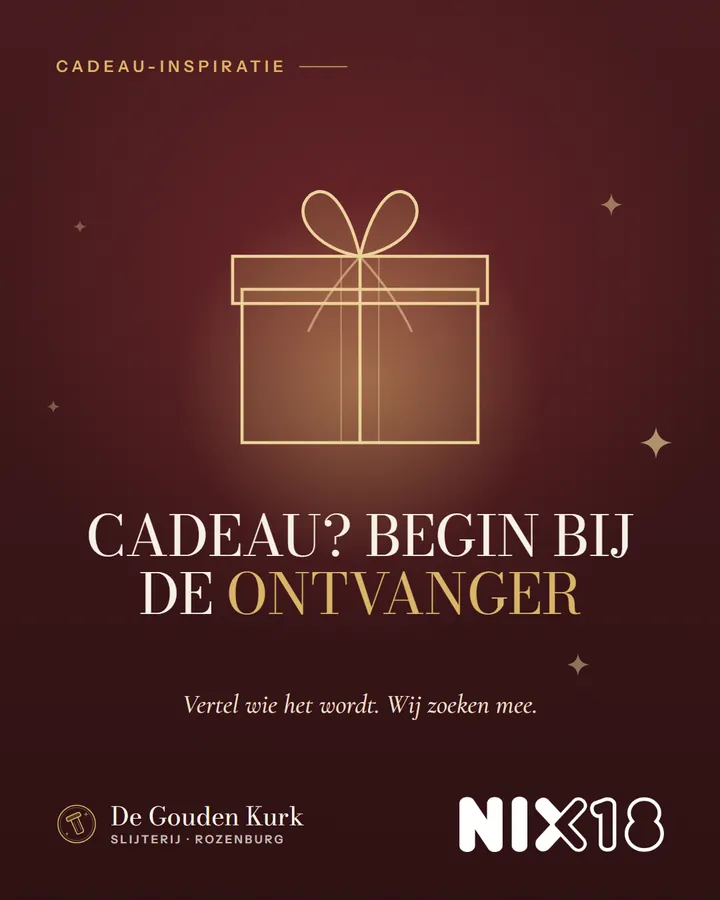 CADEAU-INSPIRATIE
CADEAU? BEGIN BIJ
DE ONTVANGER
Vertel wie het wordt. Wij zoeken mee.
De Gouden Kurk
SLIJTERIJ · ROZENBURG
NIX18